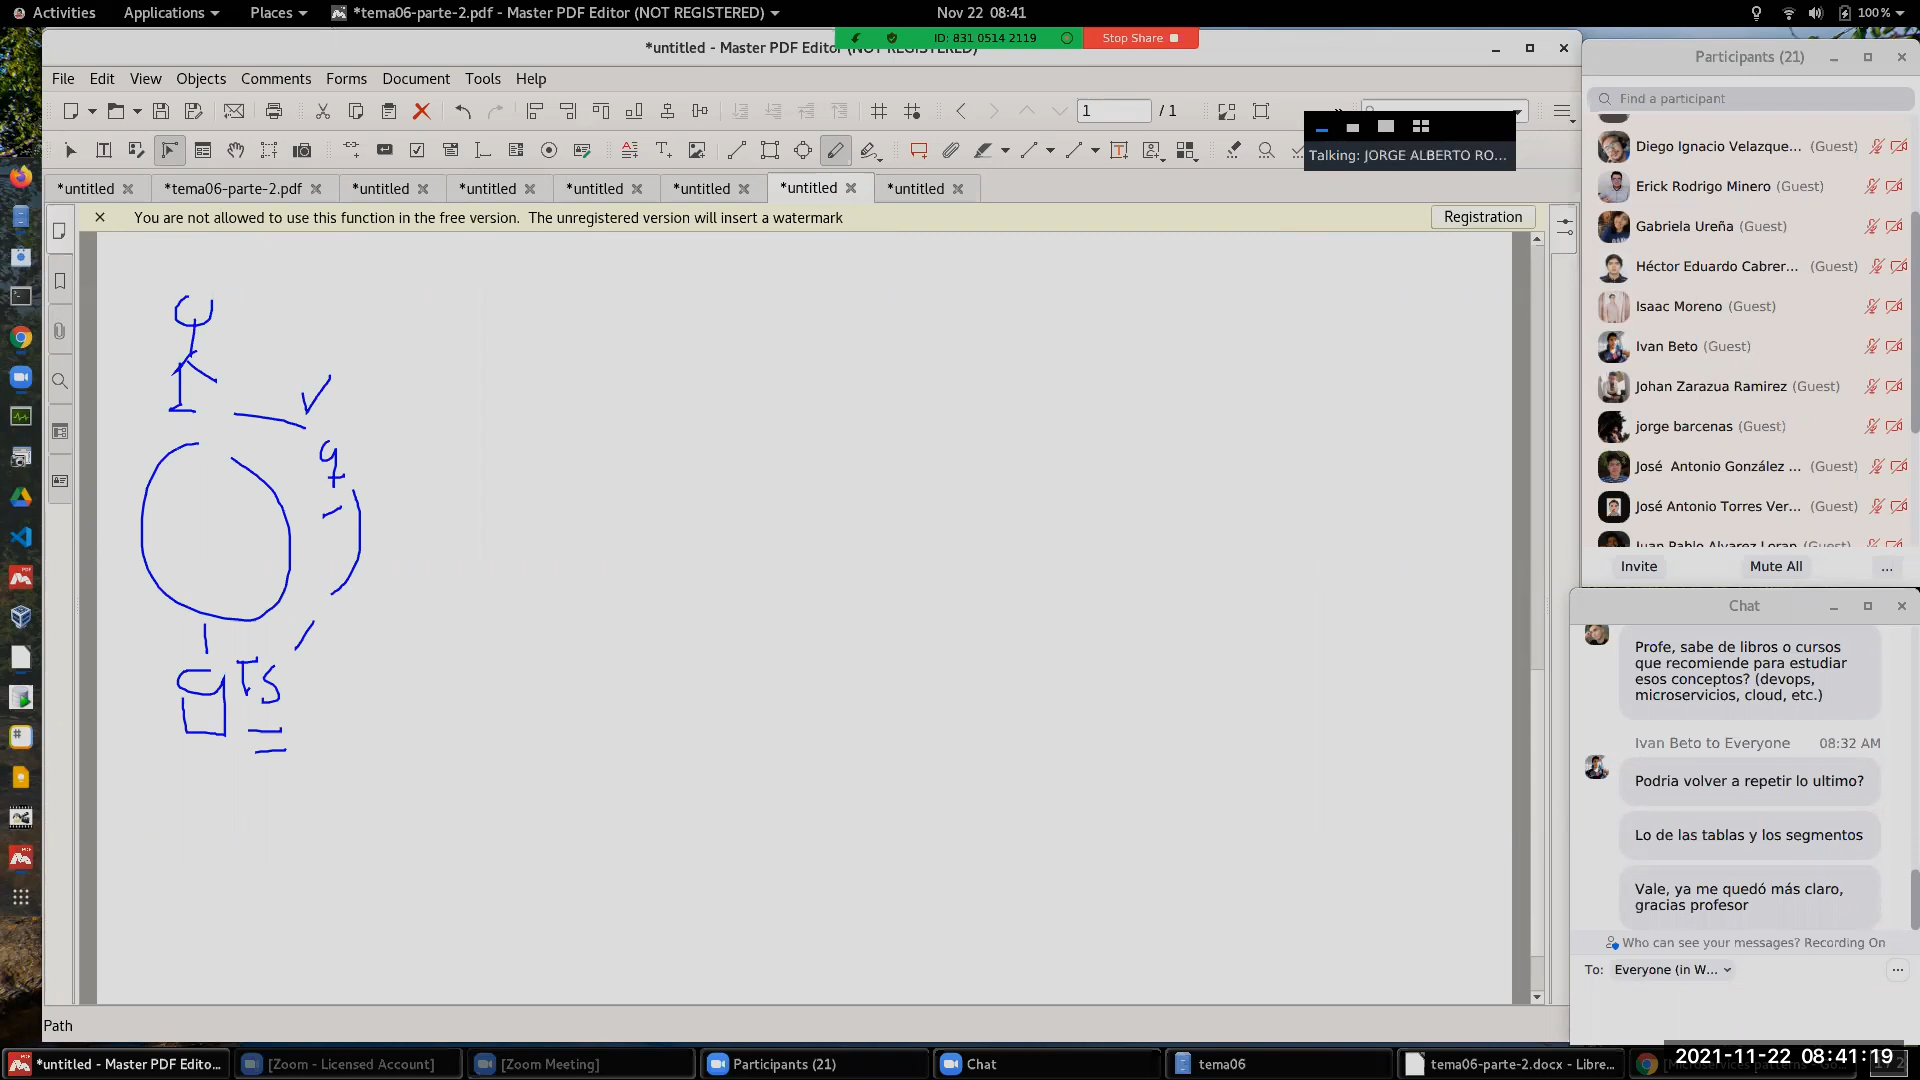 Activities Applications Places *tema06-parte-2.pdf - Master PDF Editor (NOT REGISTERED) Nov 22 08:41 100%
*untitled - Master PDF Editor (NOT REGISTERED)
ID: 831 0514 2119 Stop Share
File Edit View Objects Comments Forms Document Tools Help
1 / 1
Talking: JORGE ALBERTO RO...
*untitled *tema06-parte-2.pdf *untitled *untitled *untitled *untitled *untitled *untitled
You are not allowed to use this function in the free version. The unregistered version will insert a watermark
Registration
TS
Path
Participants (21)
Find a participant
Diego Ignacio Velazque... (Guest)
Erick Rodrigo Minero (Guest)
Gabriela Ureña (Guest)
Héctor Eduardo Cabrer... (Guest)
Isaac Moreno (Guest)
Ivan Beto (Guest)
Johan Zarazua Ramirez (Guest)
jorge barcenas (Guest)
José Antonio González ... (Guest)
José Antonio Torres Ver... (Guest)
Juan Pablo Alvarez Loran (Guest)
Invite Mute All ...
Chat
Profe, sabe de libros o cursos
que recomiende para estudiar
esos conceptos? (devops,
microservicios, cloud, etc.)
Ivan Beto to Everyone 08:32 AM
Podria volver a repetir lo ultimo?
Lo de las tablas y los segmentos
Vale, ya me quedó más claro,
gracias profesor
Who can see your messages? Recording On
To: Everyone (in W...
*untitled - Master PDF Edito... [Zoom - Licensed Account] [Zoom Meeting] Participants (21) Chat tema06 tema06-parte-2.docx - Libre...
2021-11-22 08:41:19